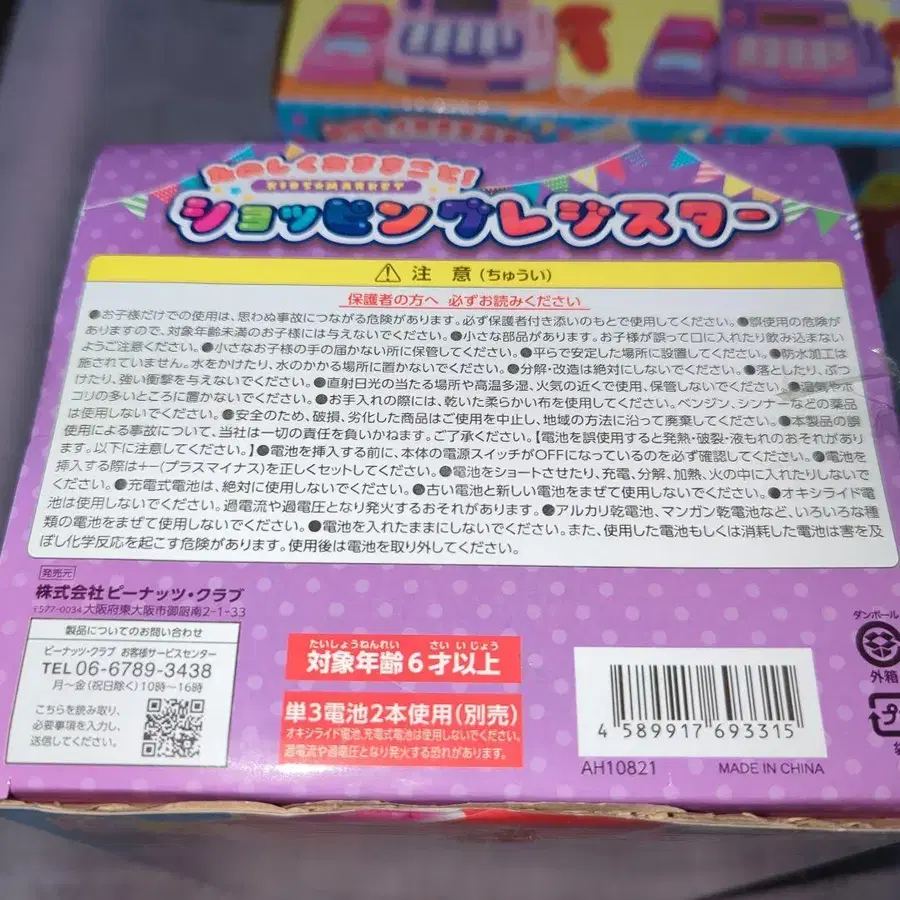 たのしくおままごと!
KIDS☆MARKET
ショッピングレジスター
⚠ 注 意(ちゅうい)
保護者の方へ 必ずお読みください
●お子様だけでの使用は、思わぬ事故につながる危険があります。必ず保護者付き添いのもとで使用してください。●誤使用の危険が
ありますので、対象年齢未満のお子様には与えないでください。●小さな部品があります。お子様が誤って口に入れたり飲み込まない
ようご注意ください。●小さなお子様の手の届かない所に保管してください。●平らで安定した場所に設置してください。●防水加工は
施されていません。水をかけたり、水のかかる場所に置かないでください。●分解・改造は絶対にしないでください。●落としたり、ぶつ
けたり、強い衝撃を与えないでください。●直射日光の当たる場所や高温多湿、火気の近くで使用、保管しないでください。●湿気やホ
コリの多いところに置かないでください。●お手入れの際には、乾いた柔らかい布を使用してください。ベンジン、シンナーなどの薬品
は使用しないでください。●安全のため、破損、劣化した商品はご使用を中止し、地域の方法に沿って廃棄してください。●本製品の誤
使用による事故について、当社は一切の責任を負いかねます。ご了承ください。【電池を誤使用すると発熱・破裂・液もれのおそれがあり
ます。以下に注意してください。】●電池を挿入する前に、本体の電源スイッチがOFFになっているのを必ず確認してください。●電池を
挿入する際は+−(プラスマイナス)を正しくセットしてください。●電池をショートさせたり、充電、分解、加熱、火の中に入れたりしないで
ください。●充電式電池は、絶対に使用しないでください。●古い電池と新しい電池をまぜて使用しないでください。●オキシライド電
池は使用しないでください。過電流や過電圧となり発火するおそれがあります。●アルカリ乾電池、マンガン乾電池など、いろいろな種
類の電池をまぜて使用しないでください。●電池を入れたままにしないでください。また、使用した電池もしくは消耗した電池は害を及
ぼし化学反応を起こす危険があります。使用後は電池を取り外してください。
発売元
株式会社ピーナッツ・クラブ
〒577-0034 大阪府東大阪市御厨南2-1-33
製品についてのお問い合わせ
ピーナッツ・クラブ お客様サービスセンター
TEL 06-6789-3438
月〜金(祝日除く)10時〜16時
こちらを読み取り、
必要事項を入力し、
送信してください。
たいしょうねんれい さい いじょう
対象年齢6才以上
単3電池2本使用(別売)
オキシライド電池、充電式電池は使用しないでください。
過電流や過電圧となり発火する恐れがあります。
4 589917 693315
AH10821 MADE IN CHINA
ダンボール
外箱
プ